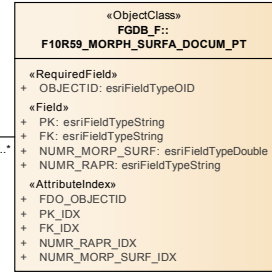 «ObjectClass»
FGDB_F::
F10R59_MORPH_SURFA_DOCUM_PT
«RequiredField»
+ OBJECTID: esriFieldTypeOID
«Field»
+ PK: esriFieldTypeString
+ FK: esriFieldTypeString
+ NUMR_MORP_SURF: esriFieldTypeDouble
+ NUMR_RAPR: esriFieldTypeString
«AttributeIndex»
+ FDO_OBJECTID
+ PK_IDX
+ FK_IDX
+ NUMR_RAPR_IDX
+ NUMR_MORP_SURF_IDX
..*